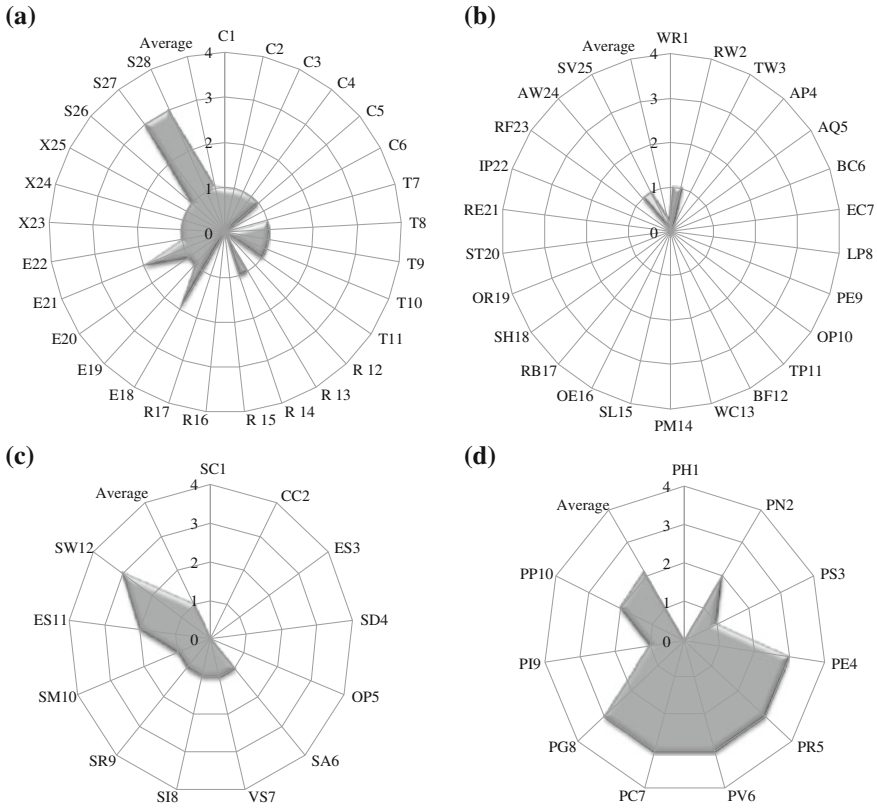 (a)
C1
C2
C3
C4
C5
C6
T7
T8
T9
T10
T11
R 12
R 13
R 14
R 15
R16
R17
E18
E19
E20
E21
E22
X23
X24
X25
S26
S27
S28
Average
4
3
2
1
0
(b)
WR1
RW2
TW3
AP4
AQ5
BC6
EC7
LP8
PE9
OP10
TP11
BF12
WC13
PM14
SL15
OE16
RB17
SH18
OR19
ST20
RE21
IP22
RF23
AW24
SV25
Average
4
3
2
1
0
(c)
SC1
CC2
ES3
SD4
OP5
SA6
VS7
SI8
SR9
SM10
ES11
SW12
Average
4
3
2
1
0
(d)
PH1
PN2
PS3
PE4
PR5
PV6
PC7
PG8
PI9
PP10
Average
4
3
2
1
0